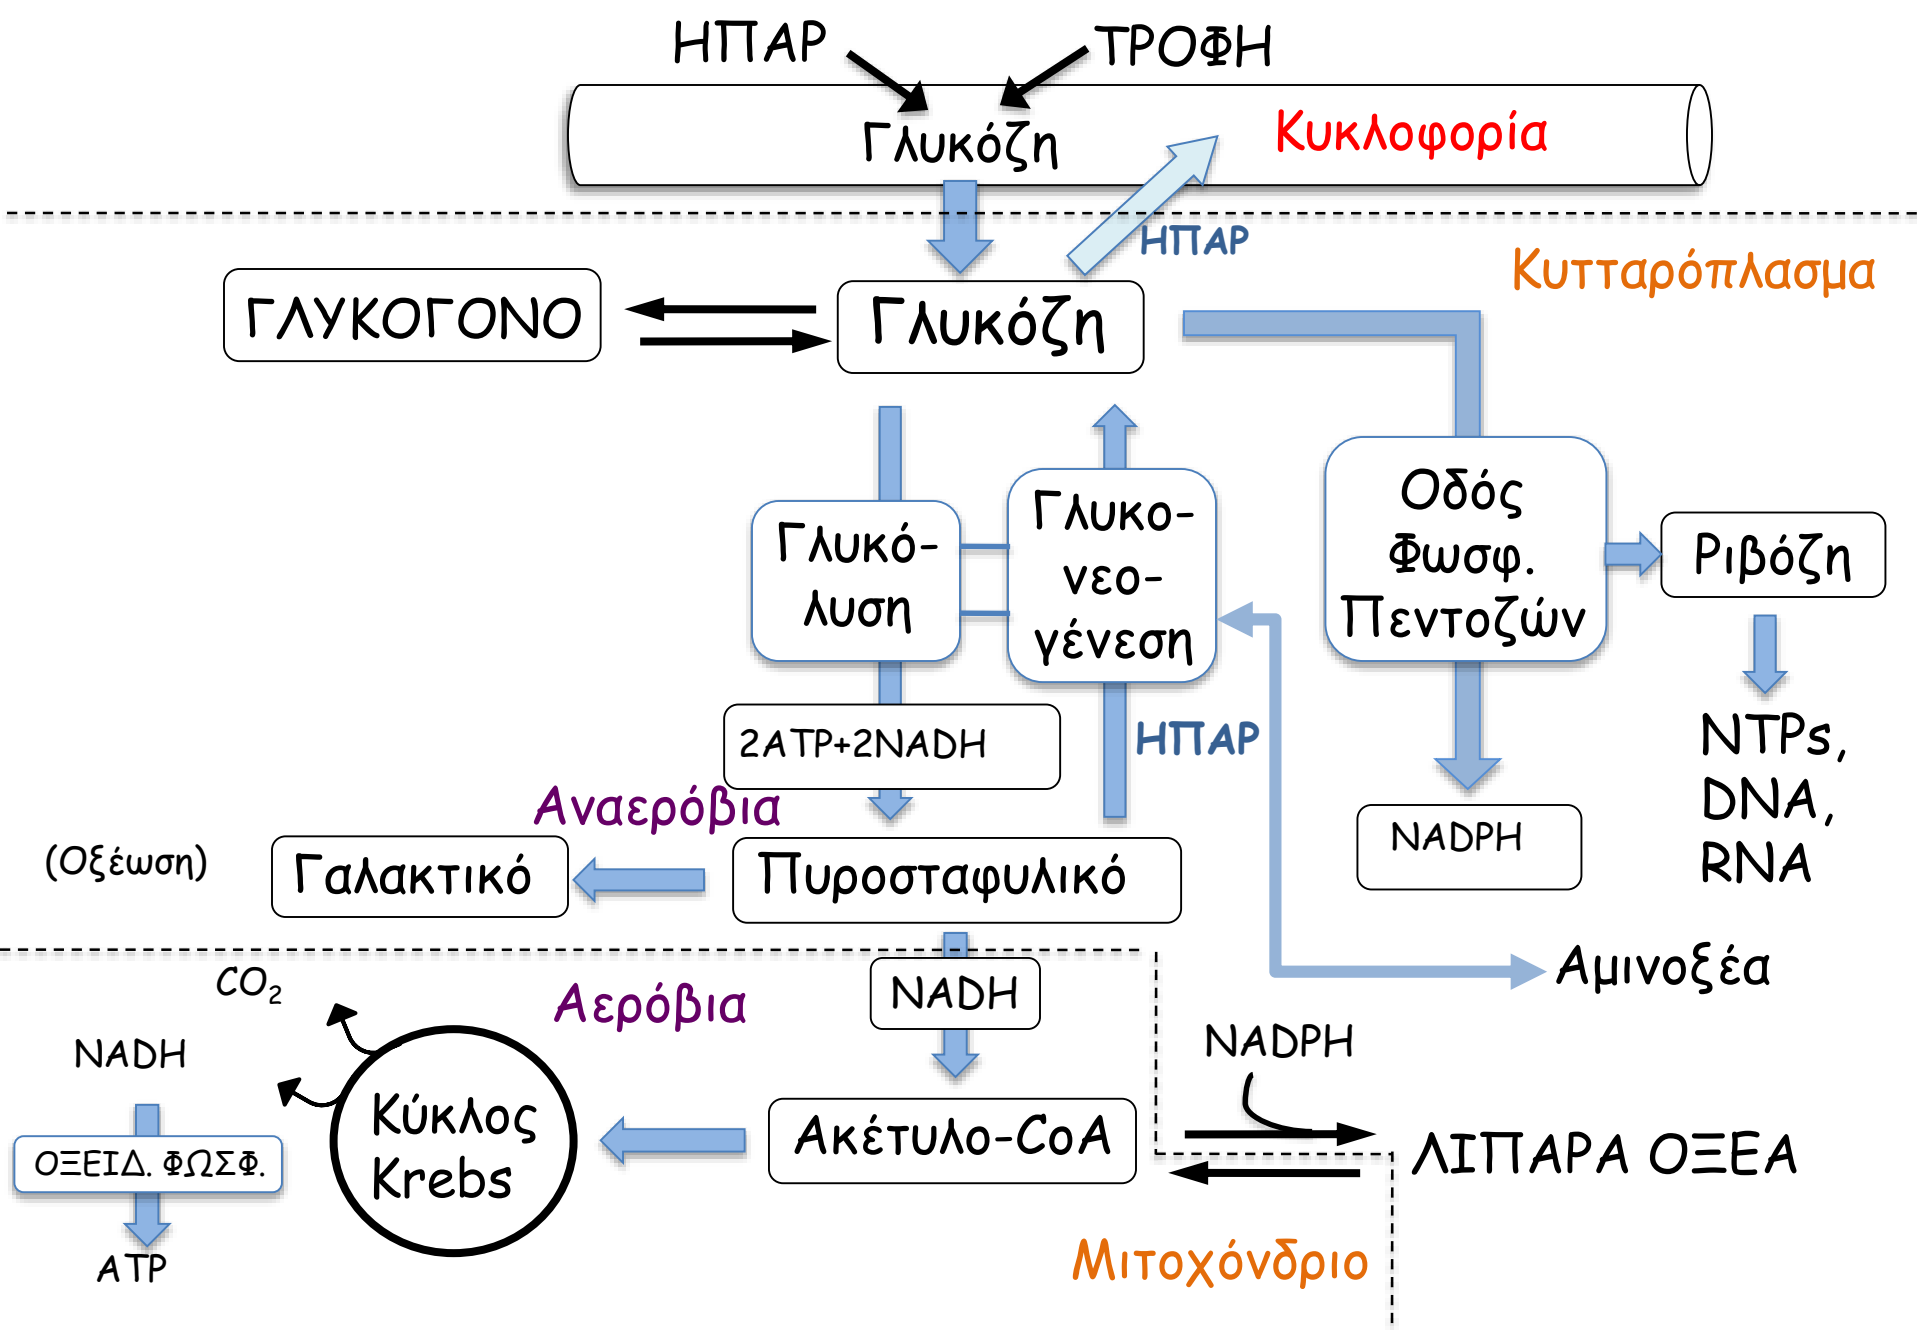 ΗΠΑΡ
ΤΡΟΦΗ
Γλυκόζη
Κυκλοφορία
ΗΠΑΡ
Κυτταρόπλασμα
ΓΛΥΚΟΓΟΝΟ
Γλυκόζη
Γλυκό-
λυση
Γλυκο-
νεο-
γένεση
Οδός
Φωσφ.
Πεντοζών
Ριβόζη
2ATP+2NADH
ΗΠΑΡ
NTPs,
DNA,
RNA
Αναερόβια
NADPH
(Οξέωση)
Γαλακτικό
Πυροσταφυλικό
Αμινοξέα
CO₂
Αερόβια
NADH
NADH
NADPH
Κύκλος
Krebs
Ακέτυλο-CoA
ΛΙΠΑΡΑ ΟΞΕΑ
ΟΞΕΙΔ. ΦΩΣΦ.
ATP
Μιτοχόνδριο